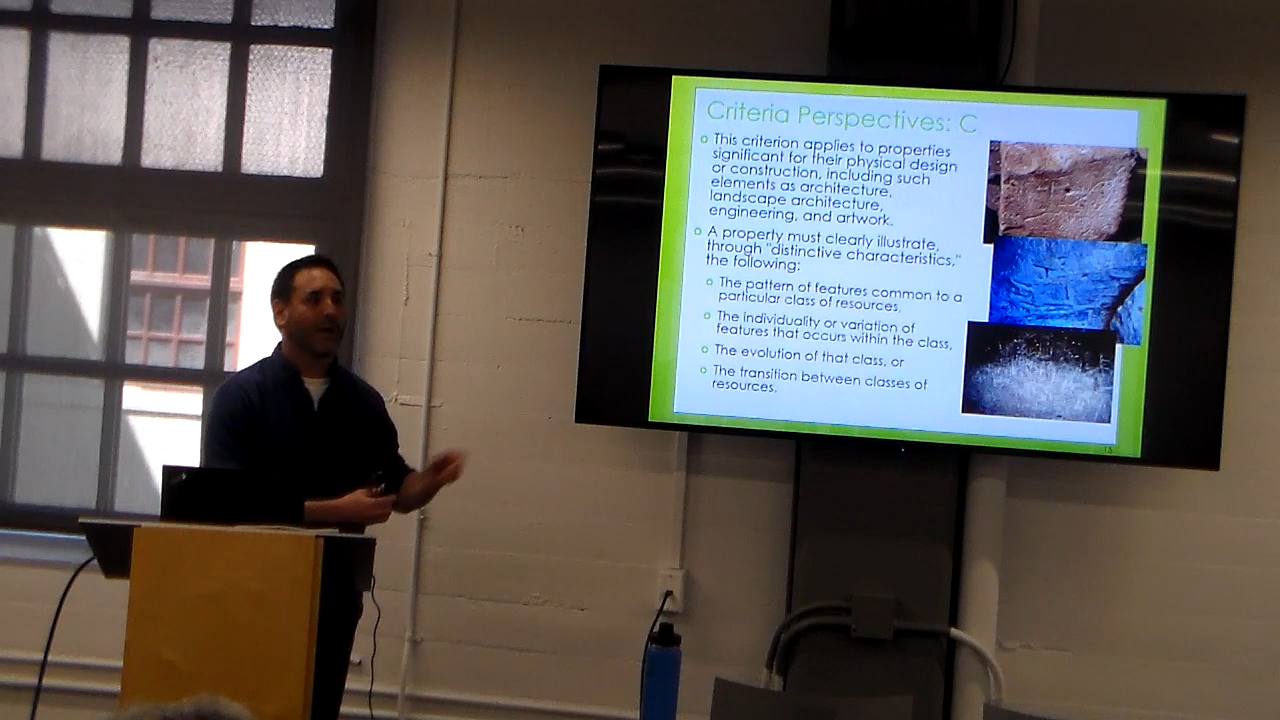 Criteria Perspectives: C
This criterion applies to properties
significant for their physical design
or construction, including such
elements as architecture,
landscape architecture,
engineering, and artwork.
A property must clearly illustrate,
through "distinctive characteristics,"
the following:
The pattern of features common to a
particular class of resources,
The individuality or variation of
features that occurs within the class,
The evolution of that class, or
The transition between classes of
resources.
13